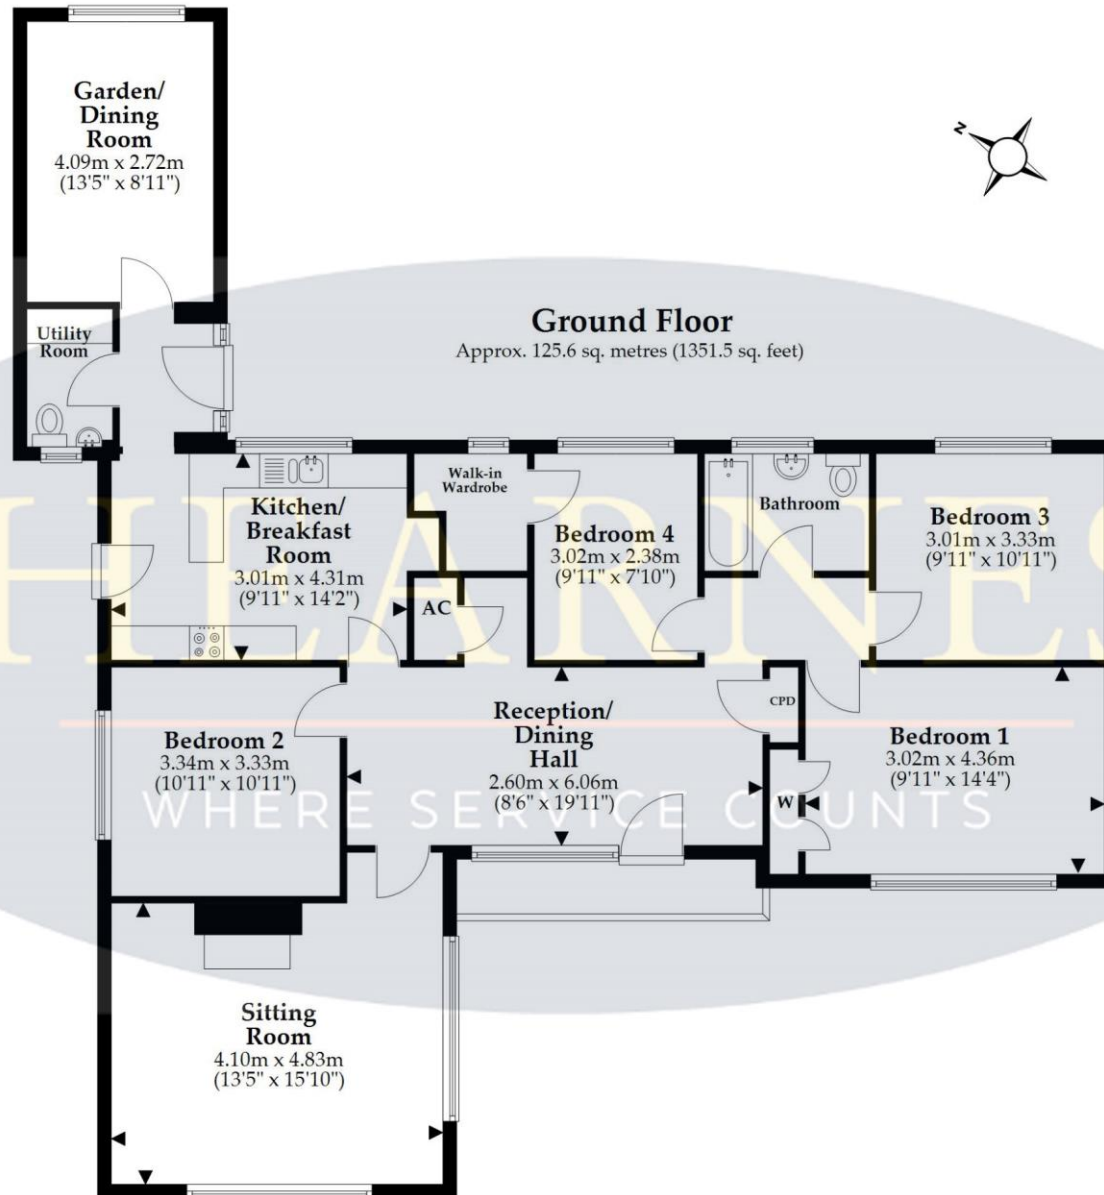 Garden/
Dining
Room
4.09m x 2.72m
(13'5" x 8'11")
N
Ground Floor
Approx. 125.6 sq. metres (1351.5 sq. feet)
Utility
Room
Kitchen/
Breakfast
Room
3.01m x 4.31m
(9'11" x 14'2")
Walk-in
Wardrobe
Bedroom 4
3.02m x 2.38m
(9'11" x 7'10")
Bathroom
Bedroom 3
3.01m x 3.33m
(9'11" x 10'11")
AC
HEARNES
Bedroom 2
3.34m x 3.33m
(10'11" x 10'11")
Reception/
Dining
Hall
2.60m x 6.06m
(8'6" x 19'11")
CPD
W
Bedroom 1
3.02m x 4.36m
(9'11" x 14'4")
WHERE SERVICE COUNTS
Sitting
Room
4.10m x 4.83m
(13'5" x 15'10")